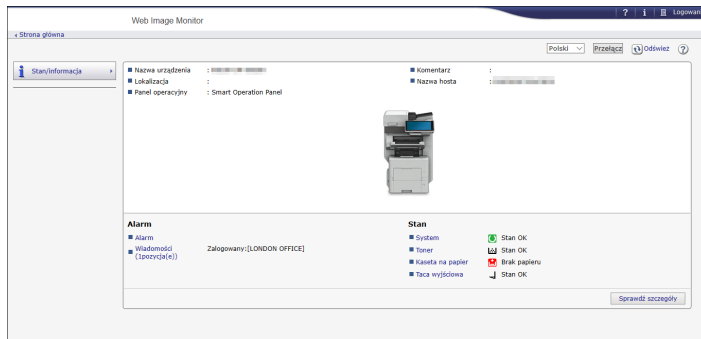 Web Image Monitor
? i Logowan
Strona główna
Polski Przełącz Odśwież ?
Stan/informacja
Nazwa urządzenia :
Komentarz :
Lokalizacja :
Nazwa hosta :
Panel operacyjny : Smart Operation Panel
Alarm
Stan
Alarm
System Stan OK
Wiadomości
(1pozycja(e))
Zalogowany:[LONDON OFFICE]
Toner Stan OK
Kaseta na papier Brak papieru
Taca wyjściowa Stan OK
Sprawdź szczegóły